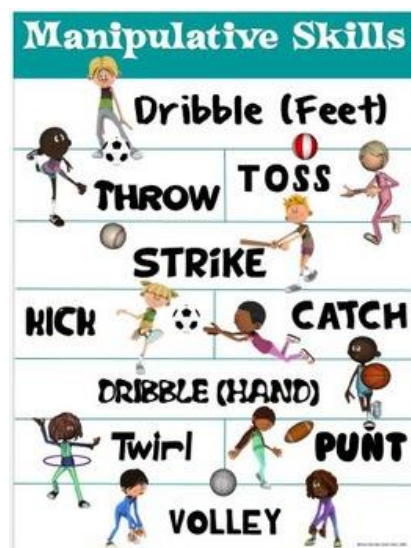 Manipulative Skills
Dribble (Feet)
THROW
TOSS
STRIKE
KICK
CATCH
DRIBBLE (HAND)
Twirl
PUNT
VOLLEY